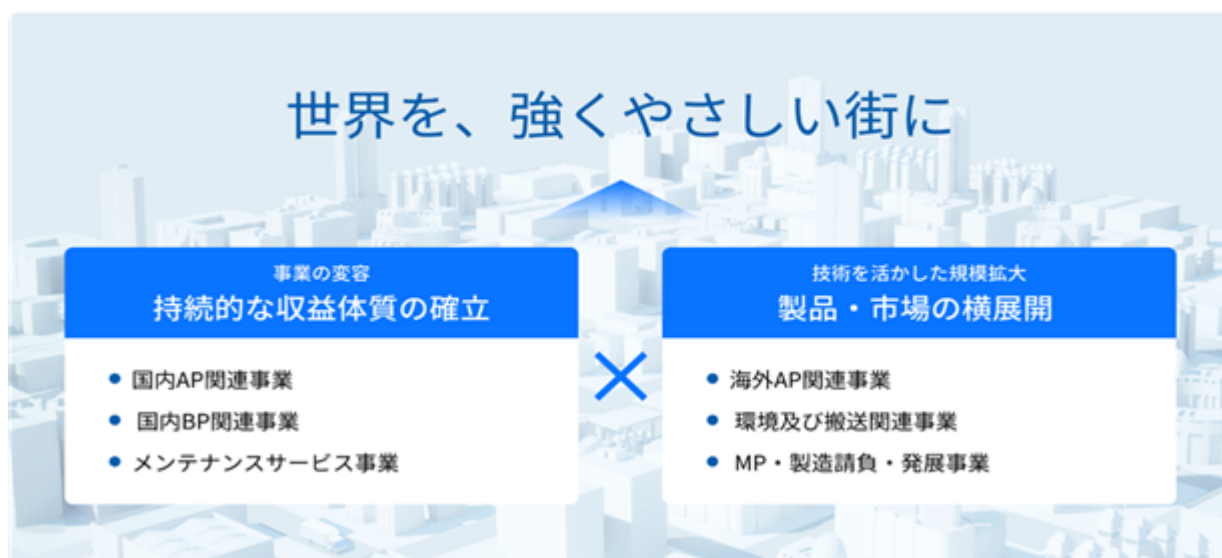 世界を、強くやさしい街に
事業の変容
持続的な収益体質の確立
• 国内AP関連事業
• 国内BP関連事業
• メンテナンスサービス事業
×
技術を活かした規模拡大
製品・市場の横展開
• 海外AP関連事業
• 環境及び搬送関連事業
• MP・製造請負・発展事業